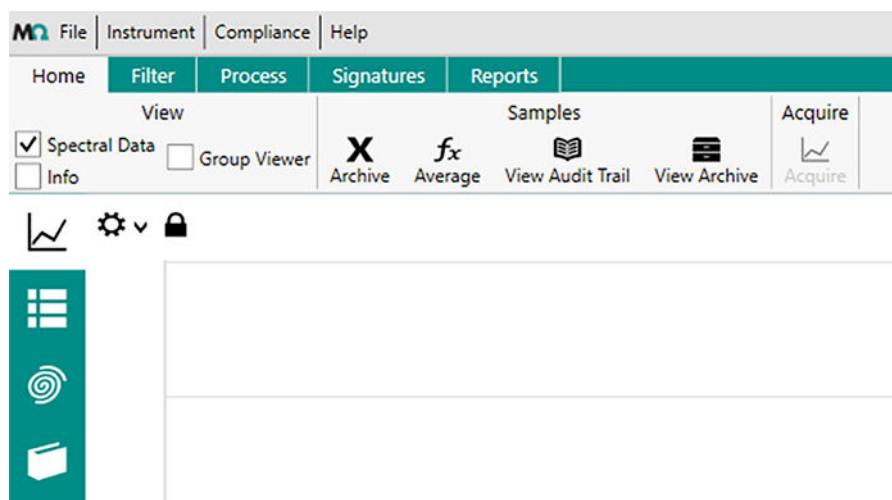 MΩ File Instrument Compliance Help
Home Filter Process Signatures Reports
View Samples Acquire
Spectral Data
Info
Group Viewer
Archive Average View Audit Trail View Archive Acquire